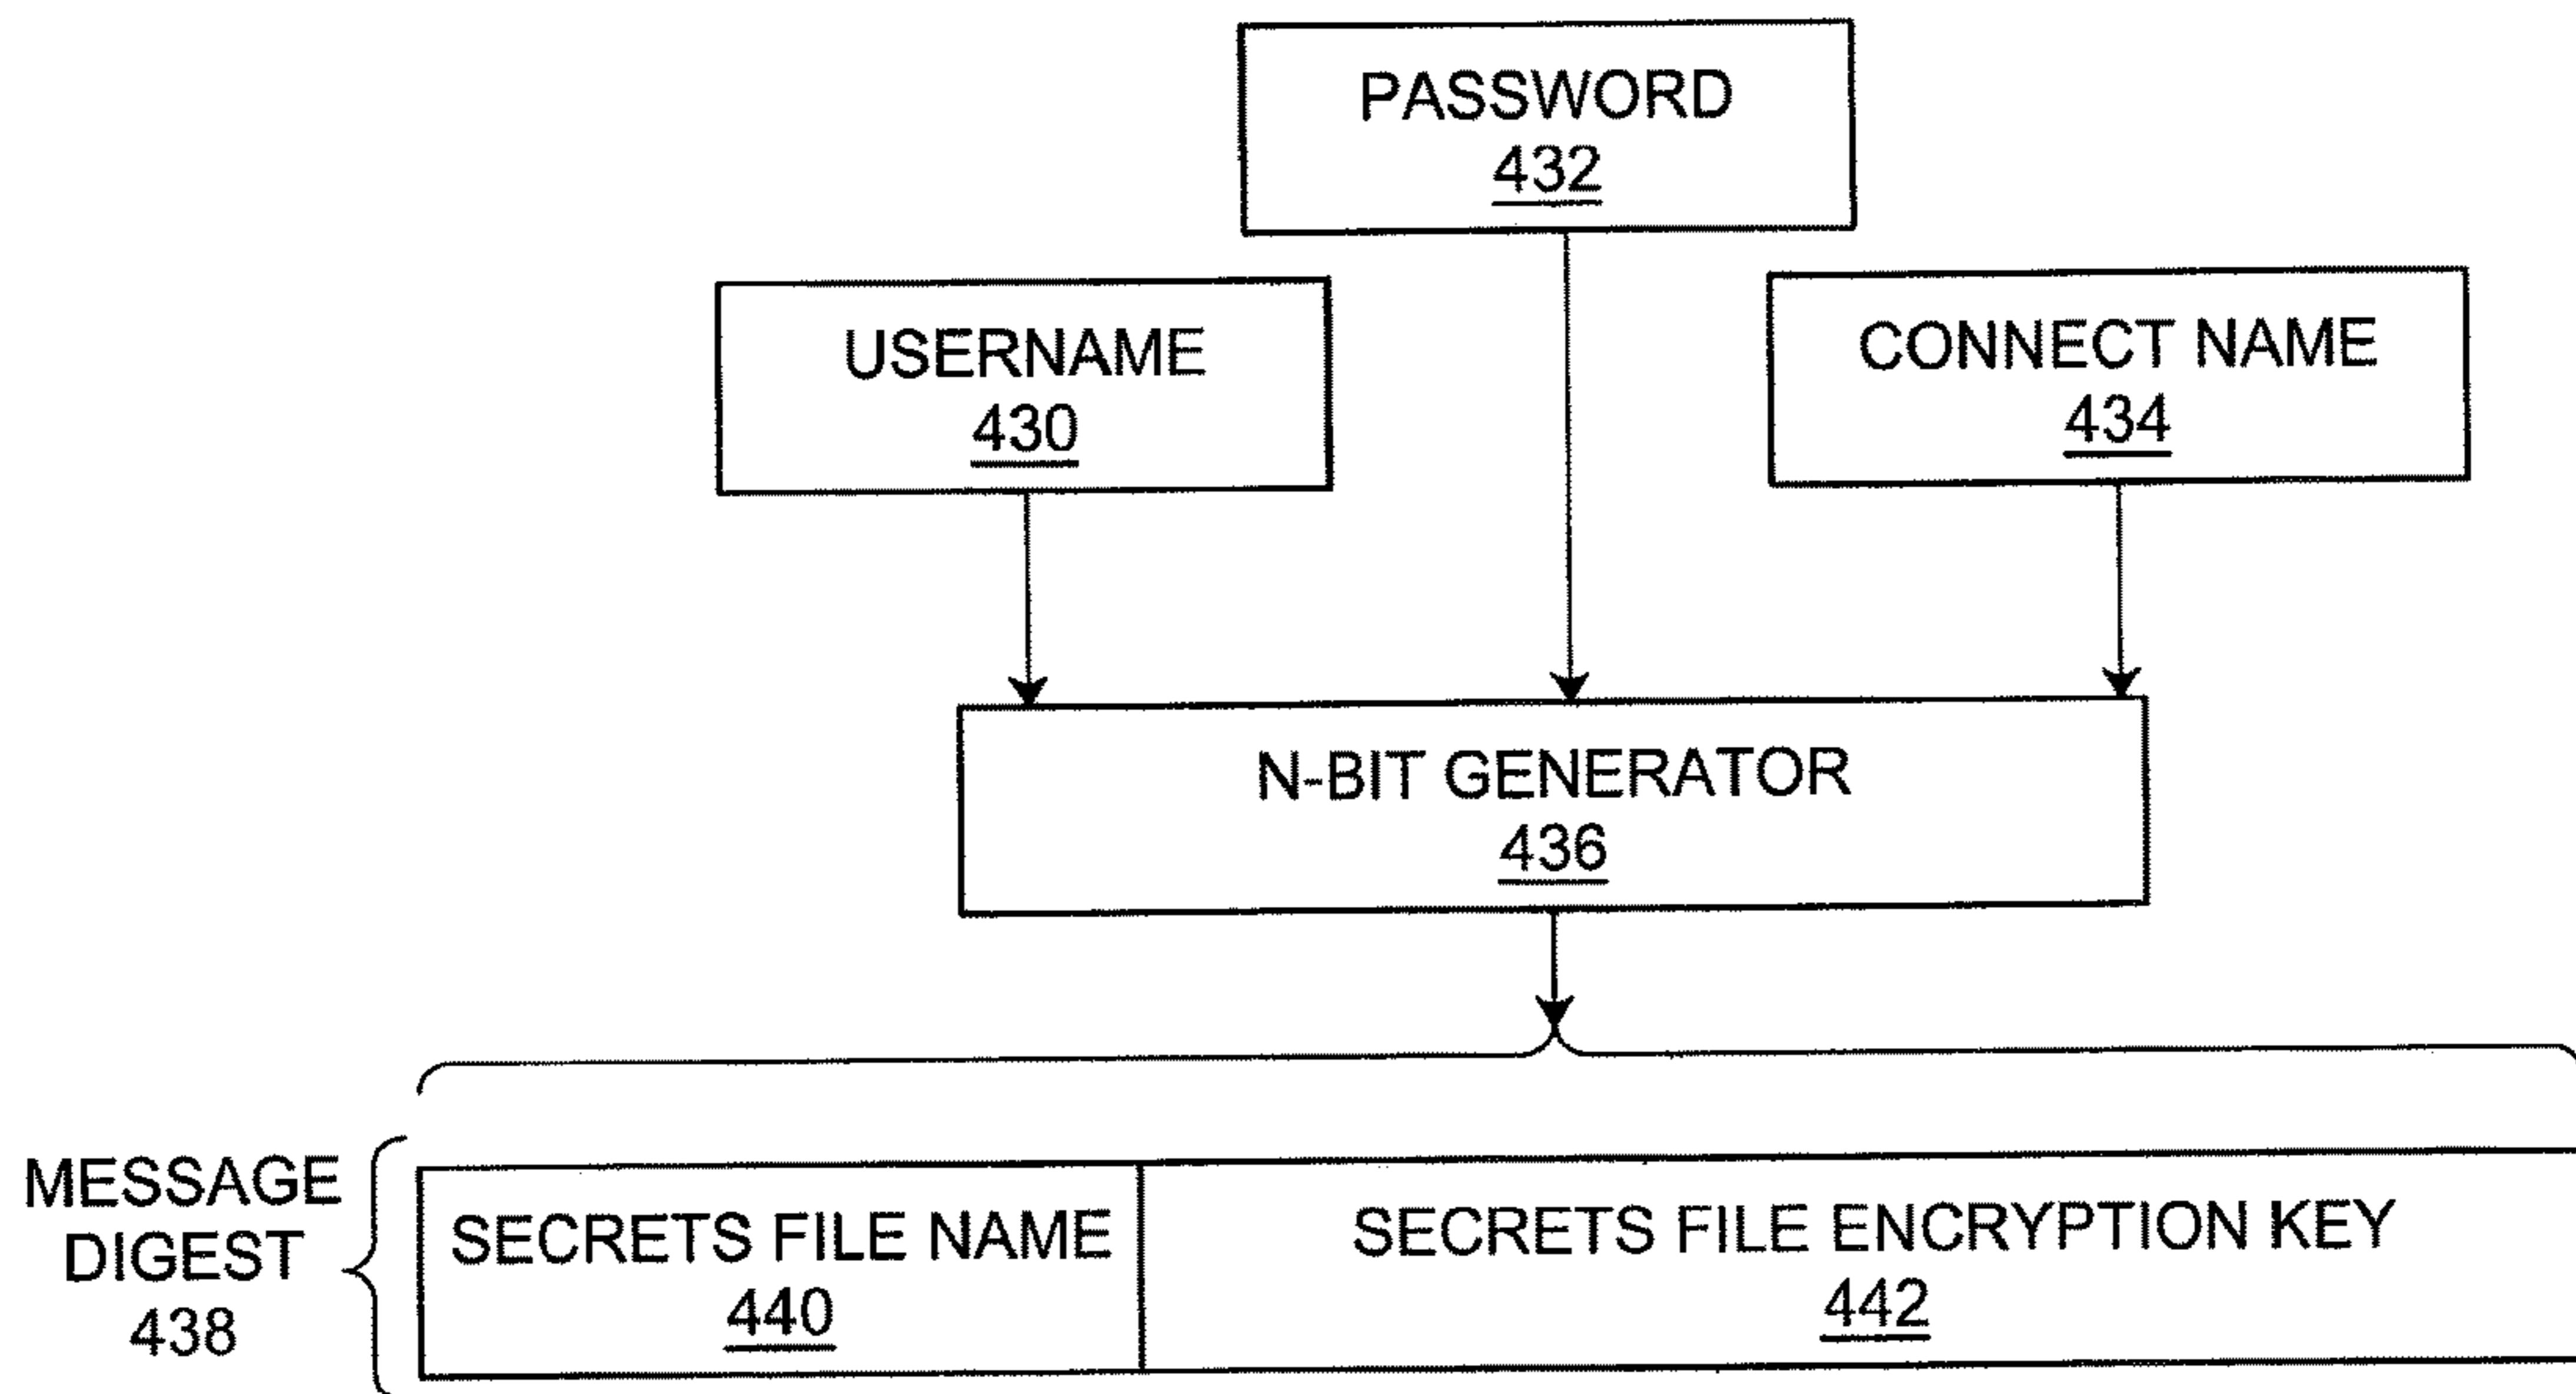 PASSWORD
432
USERNAME
430
CONNECT NAME
434
N-BIT GENERATOR
436
MESSAGE
DIGEST
438
SECRETS FILE NAME
440
SECRETS FILE ENCRYPTION KEY
442